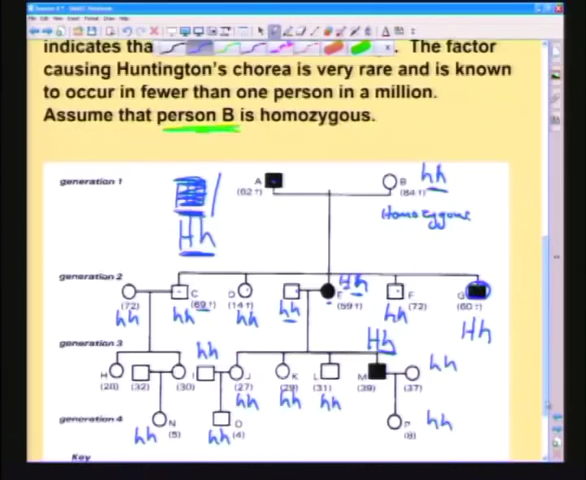 indicates tha
. The factor
causing Huntington's chorea is very rare and is known
to occur in fewer than one person in a million.
Assume that person B is homozygous.
generation 1
A
(62 †)
B
hh
(84 †)
Hh
Homozygous
generation 2
(72)
C
(69 †)
D
(14 †)
E
Hh
(59 †)
F
(72)
G
(60 †)
hh
hh
hh
hh
hh
Hh
generation 3
hh
Hh
hh
H
(28)
(32)
(30)
I
J
(27)
K
(29)
L
(31)
M
(39)
(37)
hh
hh
hh
generation 4
N
(5)
O
(4)
P
(8)
hh
hh
hh
Key